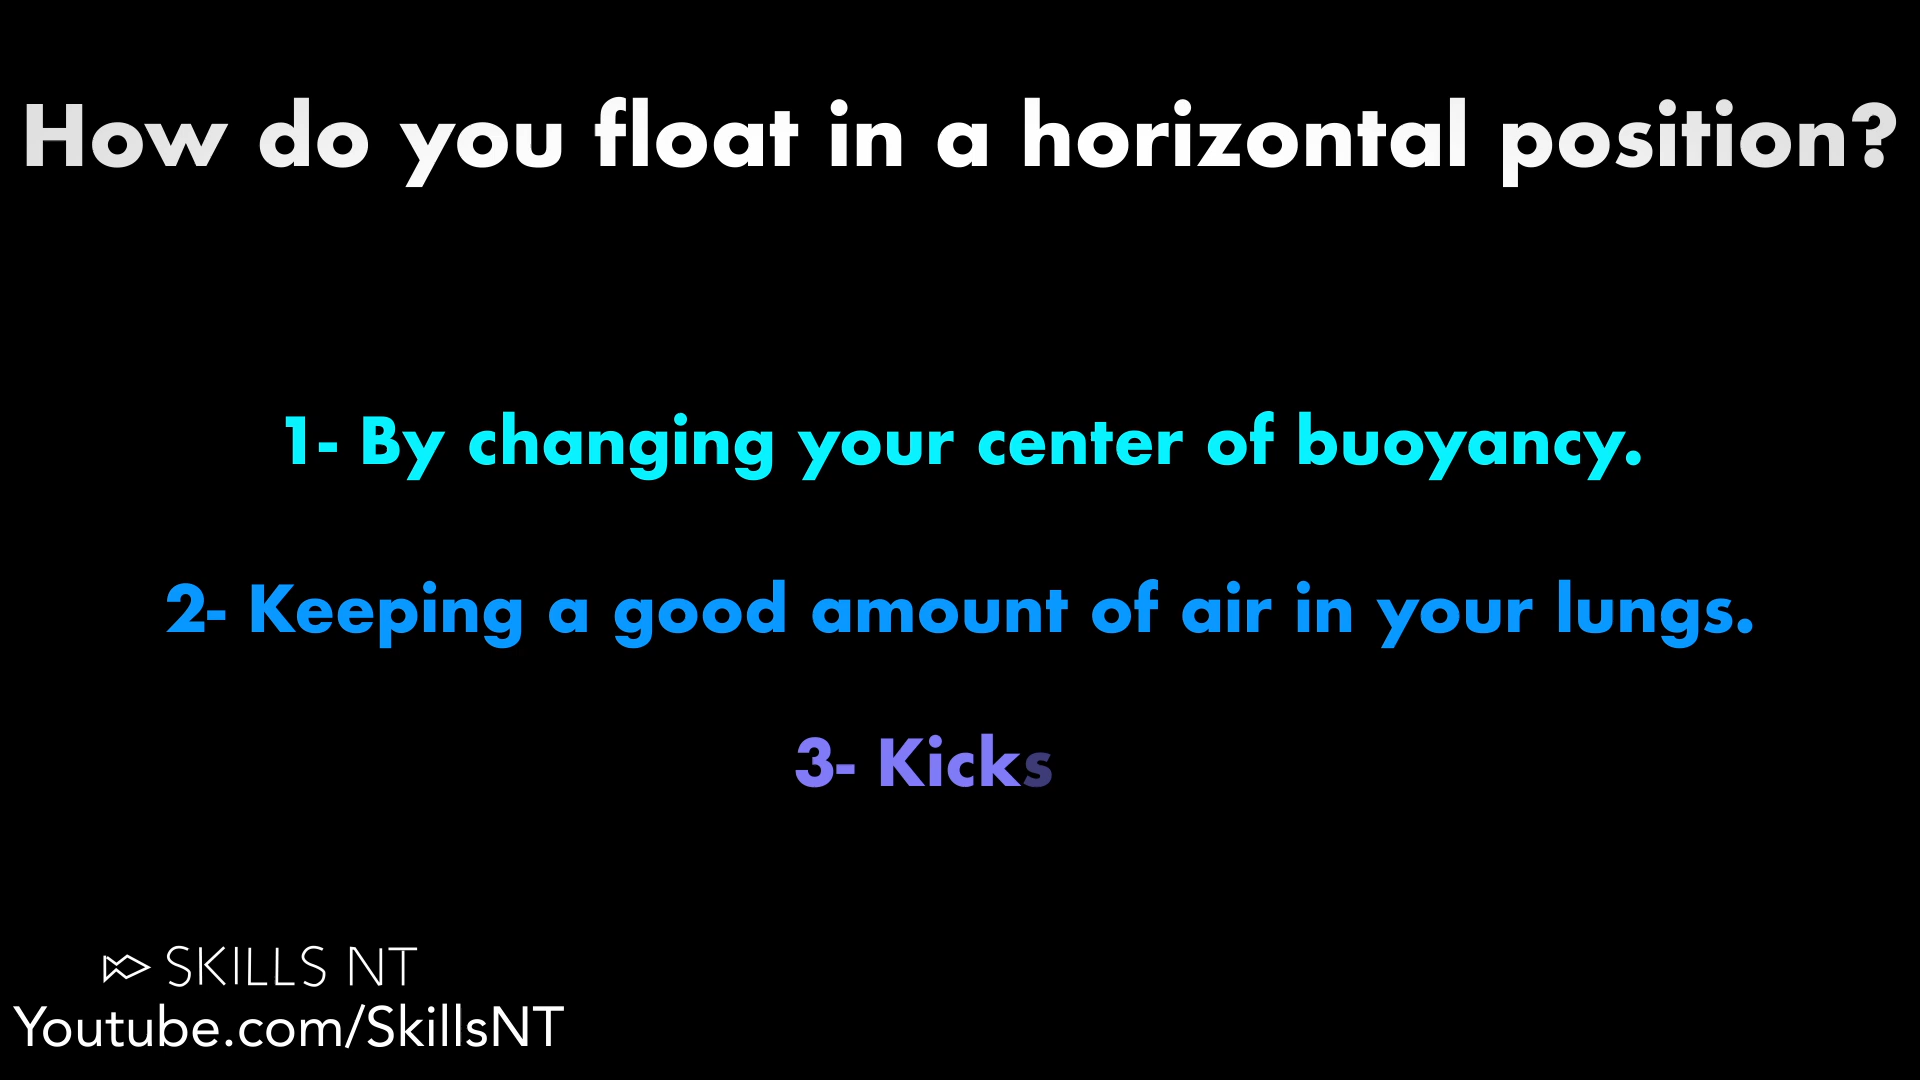 How do you float in a horizontal position?
1- By changing your center of buoyancy.
2- Keeping a good amount of air in your lungs.
3- Kicks
SKILLS NT
Youtube.com/SkillsNT